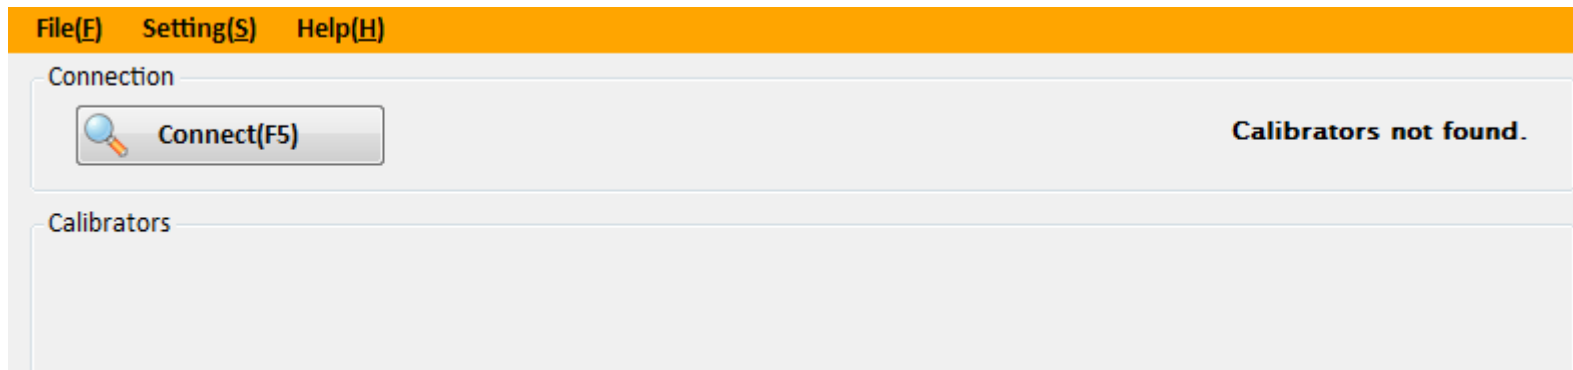 File(F) Setting(S) Help(H)
Connection
Connect(F5)
Calibrators not found.
Calibrators